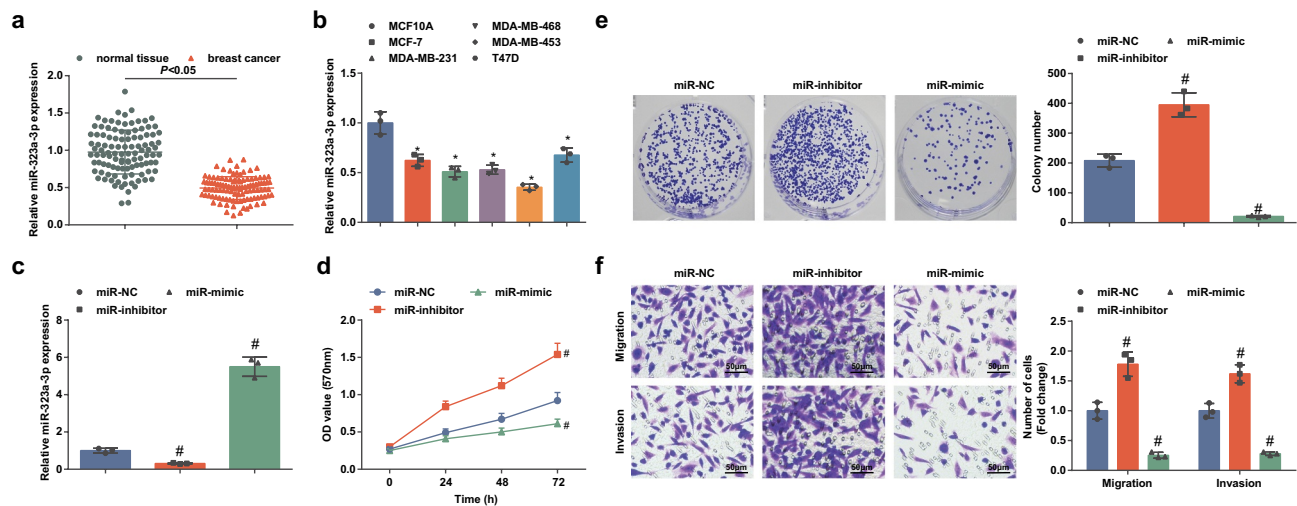 a
normal tissue breast cancer
P<0.05
Relative miR-323a-3p expression
2.0
1.5
1.0
0.5
0.0
b
MCF10A MDA-MB-468
MCF-7 MDA-MB-453
MDA-MB-231 T47D
Relative miR-323a-3p expression
1.5
1.0
0.5
0.0
* * * * *
c
miR-NC miR-mimic
miR-inhibitor
Relative miR-323a-3p expression
8
6
4
2
0
# #
d
miR-NC miR-mimic
miR-inhibitor
OD value (570nm)
2.0
1.5
1.0
0.5
0.0
#
#
0 24 48 72
Time (h)
e
miR-NC miR-inhibitor miR-mimic
miR-NC miR-mimic
miR-inhibitor
Colony number
500
400
300
200
100
0
# #
f
miR-NC miR-inhibitor miR-mimic
Migration
50μm 50μm 50μm
Invasion
50μm 50μm 50μm
miR-NC miR-mimic
miR-inhibitor
Number of cells
(Fold change)
2.5
2.0
1.5
1.0
0.5
0.0
# # # #
Migration Invasion